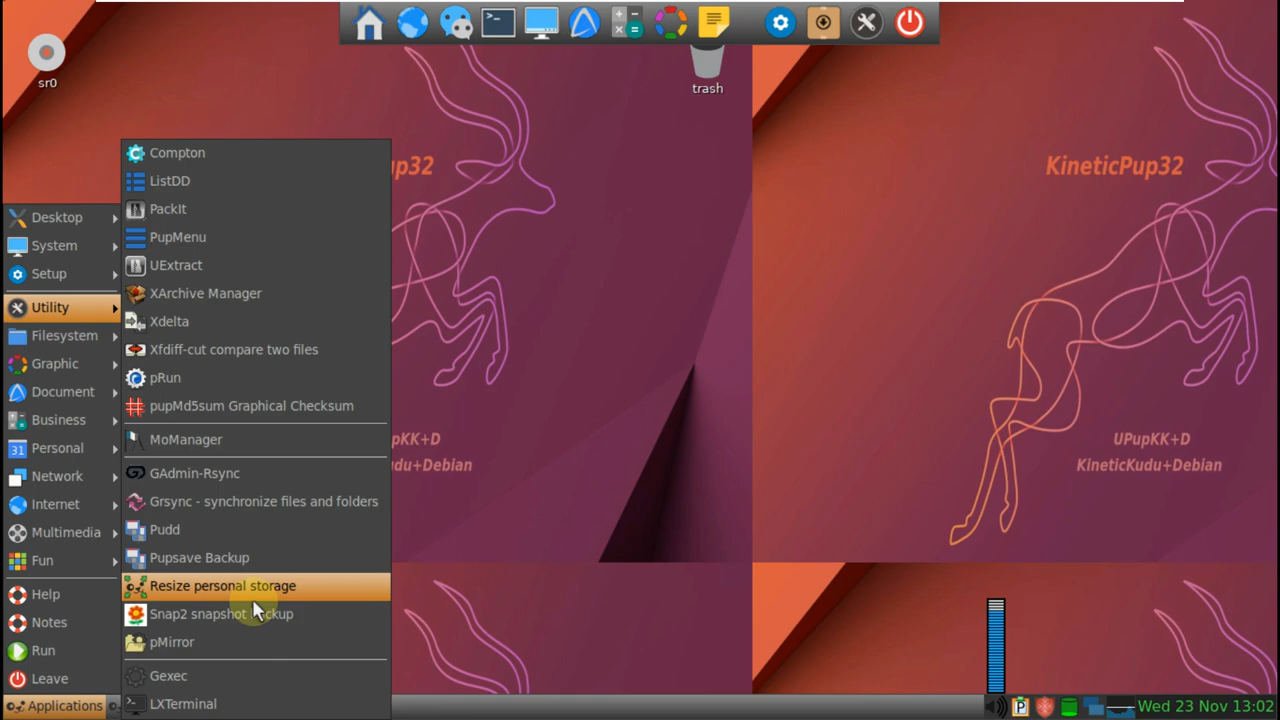 sr0
trash
Compton
ListDD
PackIt
PupMenu
UExtract
XArchive Manager
Xdelta
Xfdiff-cut compare two files
pRun
pupMd5sum Graphical Checksum
MoManager
GAdmin-Rsync
Grsync - synchronize files and folders
Pudd
Pupsave Backup
Resize personal storage
Snap2 snapshot backup
pMirror
Gexec
LXTerminal
Desktop
System
Setup
Utility
Filesystem
Graphic
Document
Business
Personal
Network
Internet
Multimedia
Fun
Help
Notes
Run
Leave
Applications
up32
pKK+D
udu+Debian
KineticPup32
UPupKK+D
KineticKudu+Debian
31
P
Wed 23 Nov 13:02